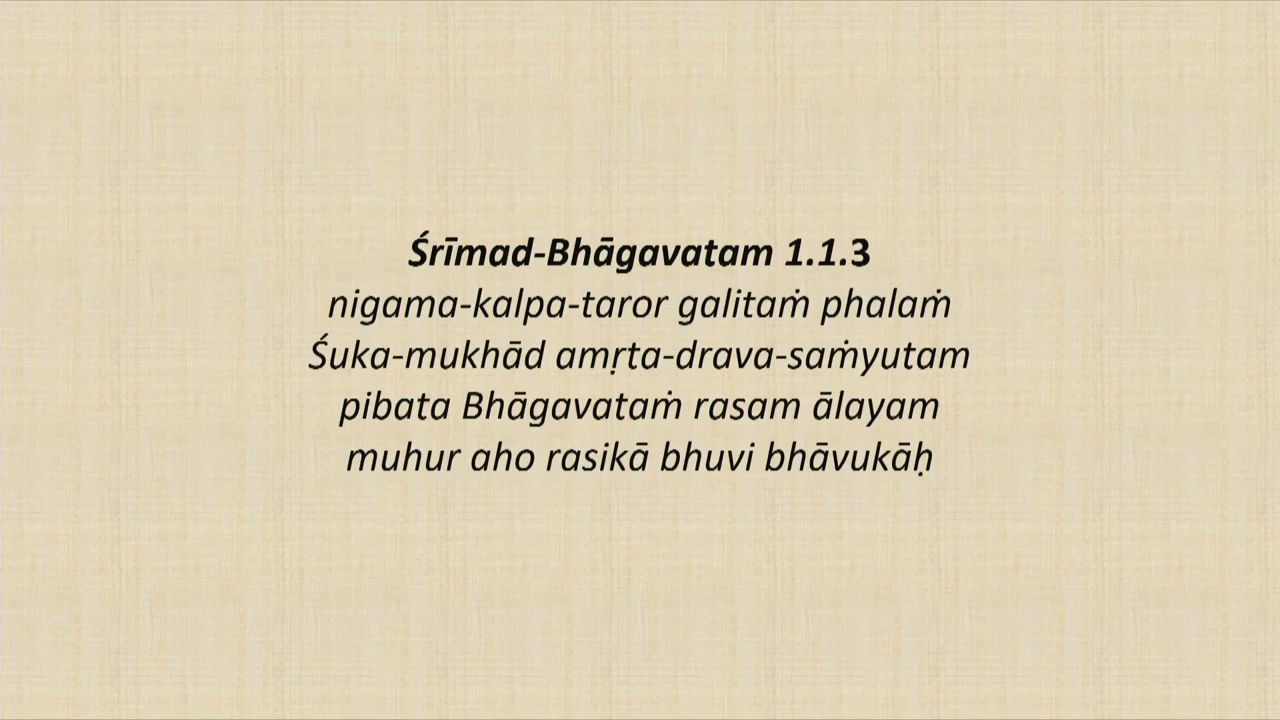 Śrīmad-Bhāgavatam 1.1.3
nigama-kalpa-taror galitaṁ phalaṁ
Śuka-mukhād amṛta-drava-saṁyutam
pibata Bhāgavataṁ rasam ālayam
muhur aho rasikā bhuvi bhāvukāḥ